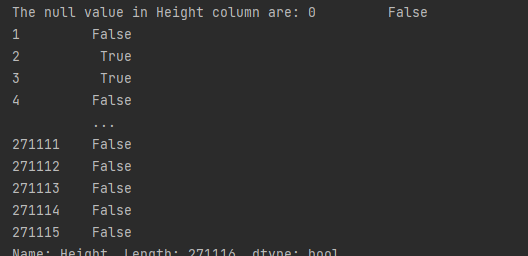 The null value in Height column are: 0         False
1         False
2          True
3          True
4         False
          ...
271111    False
271112    False
271113    False
271114    False
271115    False
Name: Height, Length: 271116, dtype: bool